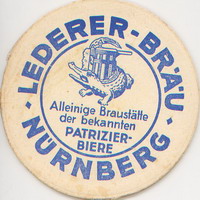 LEDERER-BRÄU
Alleinige Braustätte
der bekannten
PATRIZIER-
BIERE
NÜRNBERG